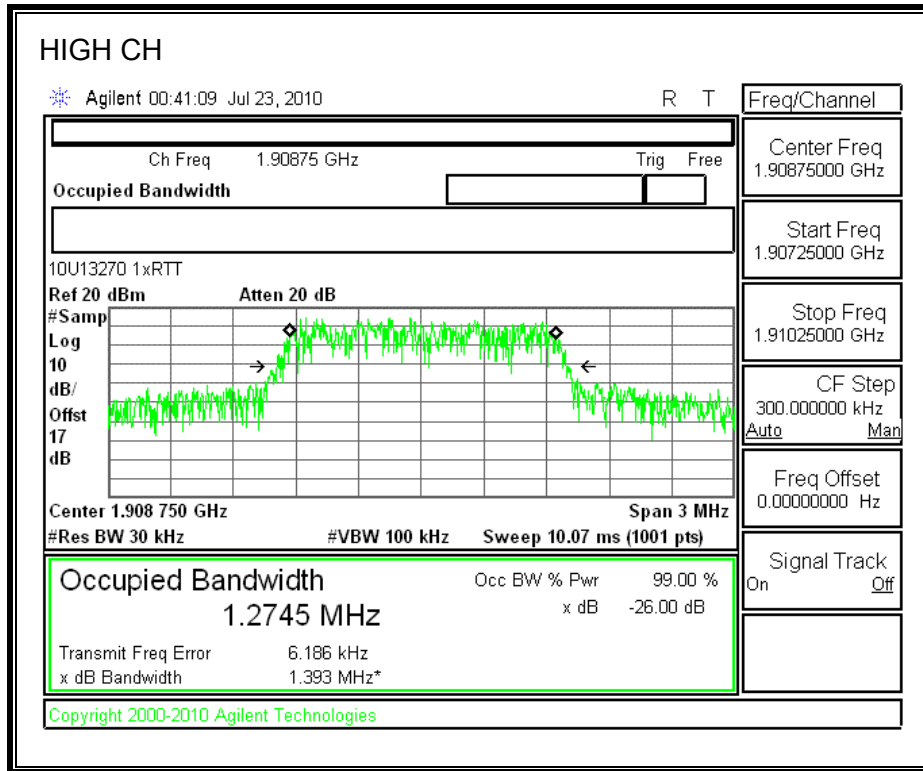 HIGH CH
Agilent 00:41:09 Jul 23, 2010 R T
Freq/Channel
Ch Freq 1.90875 GHz Trig Free
Occupied Bandwidth
10U13270 1xRTT
Ref 20 dBm Atten 20 dB
#Samp
Log
10
dB/
Offst
17
dB
Center 1.908 750 GHz Span 3 MHz
#Res BW 30 kHz #VBW 100 kHz Sweep 10.07 ms (1001 pts)
Occupied Bandwidth
1.2745 MHz
Occ BW % Pwr 99.00 %
x dB -26.00 dB
Transmit Freq Error 6.186 kHz
x dB Bandwidth 1.393 MHz*
Center Freq
1.90875000 GHz
Start Freq
1.90725000 GHz
Stop Freq
1.91025000 GHz
CF Step
300.000000 kHz
Auto Man
Freq Offset
0.00000000 Hz
Signal Track
On Off
Copyright 2000-2010 Agilent Technologies